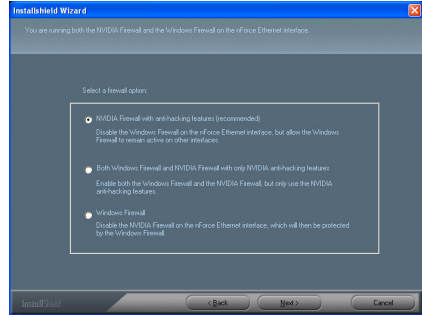 Installshield Wizard
You are running both the NVIDIA Firewall and the Windows Firewall on the nForce Ethernet interface.
Select a firewall option:
NVIDIA Firewall with anti-hacking features (recommended)
Disable the Windows Firewall on the nForce Ethernet interface, but allow the Windows
Firewall to remain active on other interfaces.
Both Windows Firewall and NVIDIA Firewall with only NVIDIA anti-hacking features
Enable both the Windows Firewall and the NVIDIA Firewall, but only use the NVIDIA
anti-hacking features.
Windows Firewall
Disable the NVIDIA Firewall on the nForce Ethernet interface, which will then be protected
by the Windows Firewall.
InstallShield
< Back
Next >
Cancel